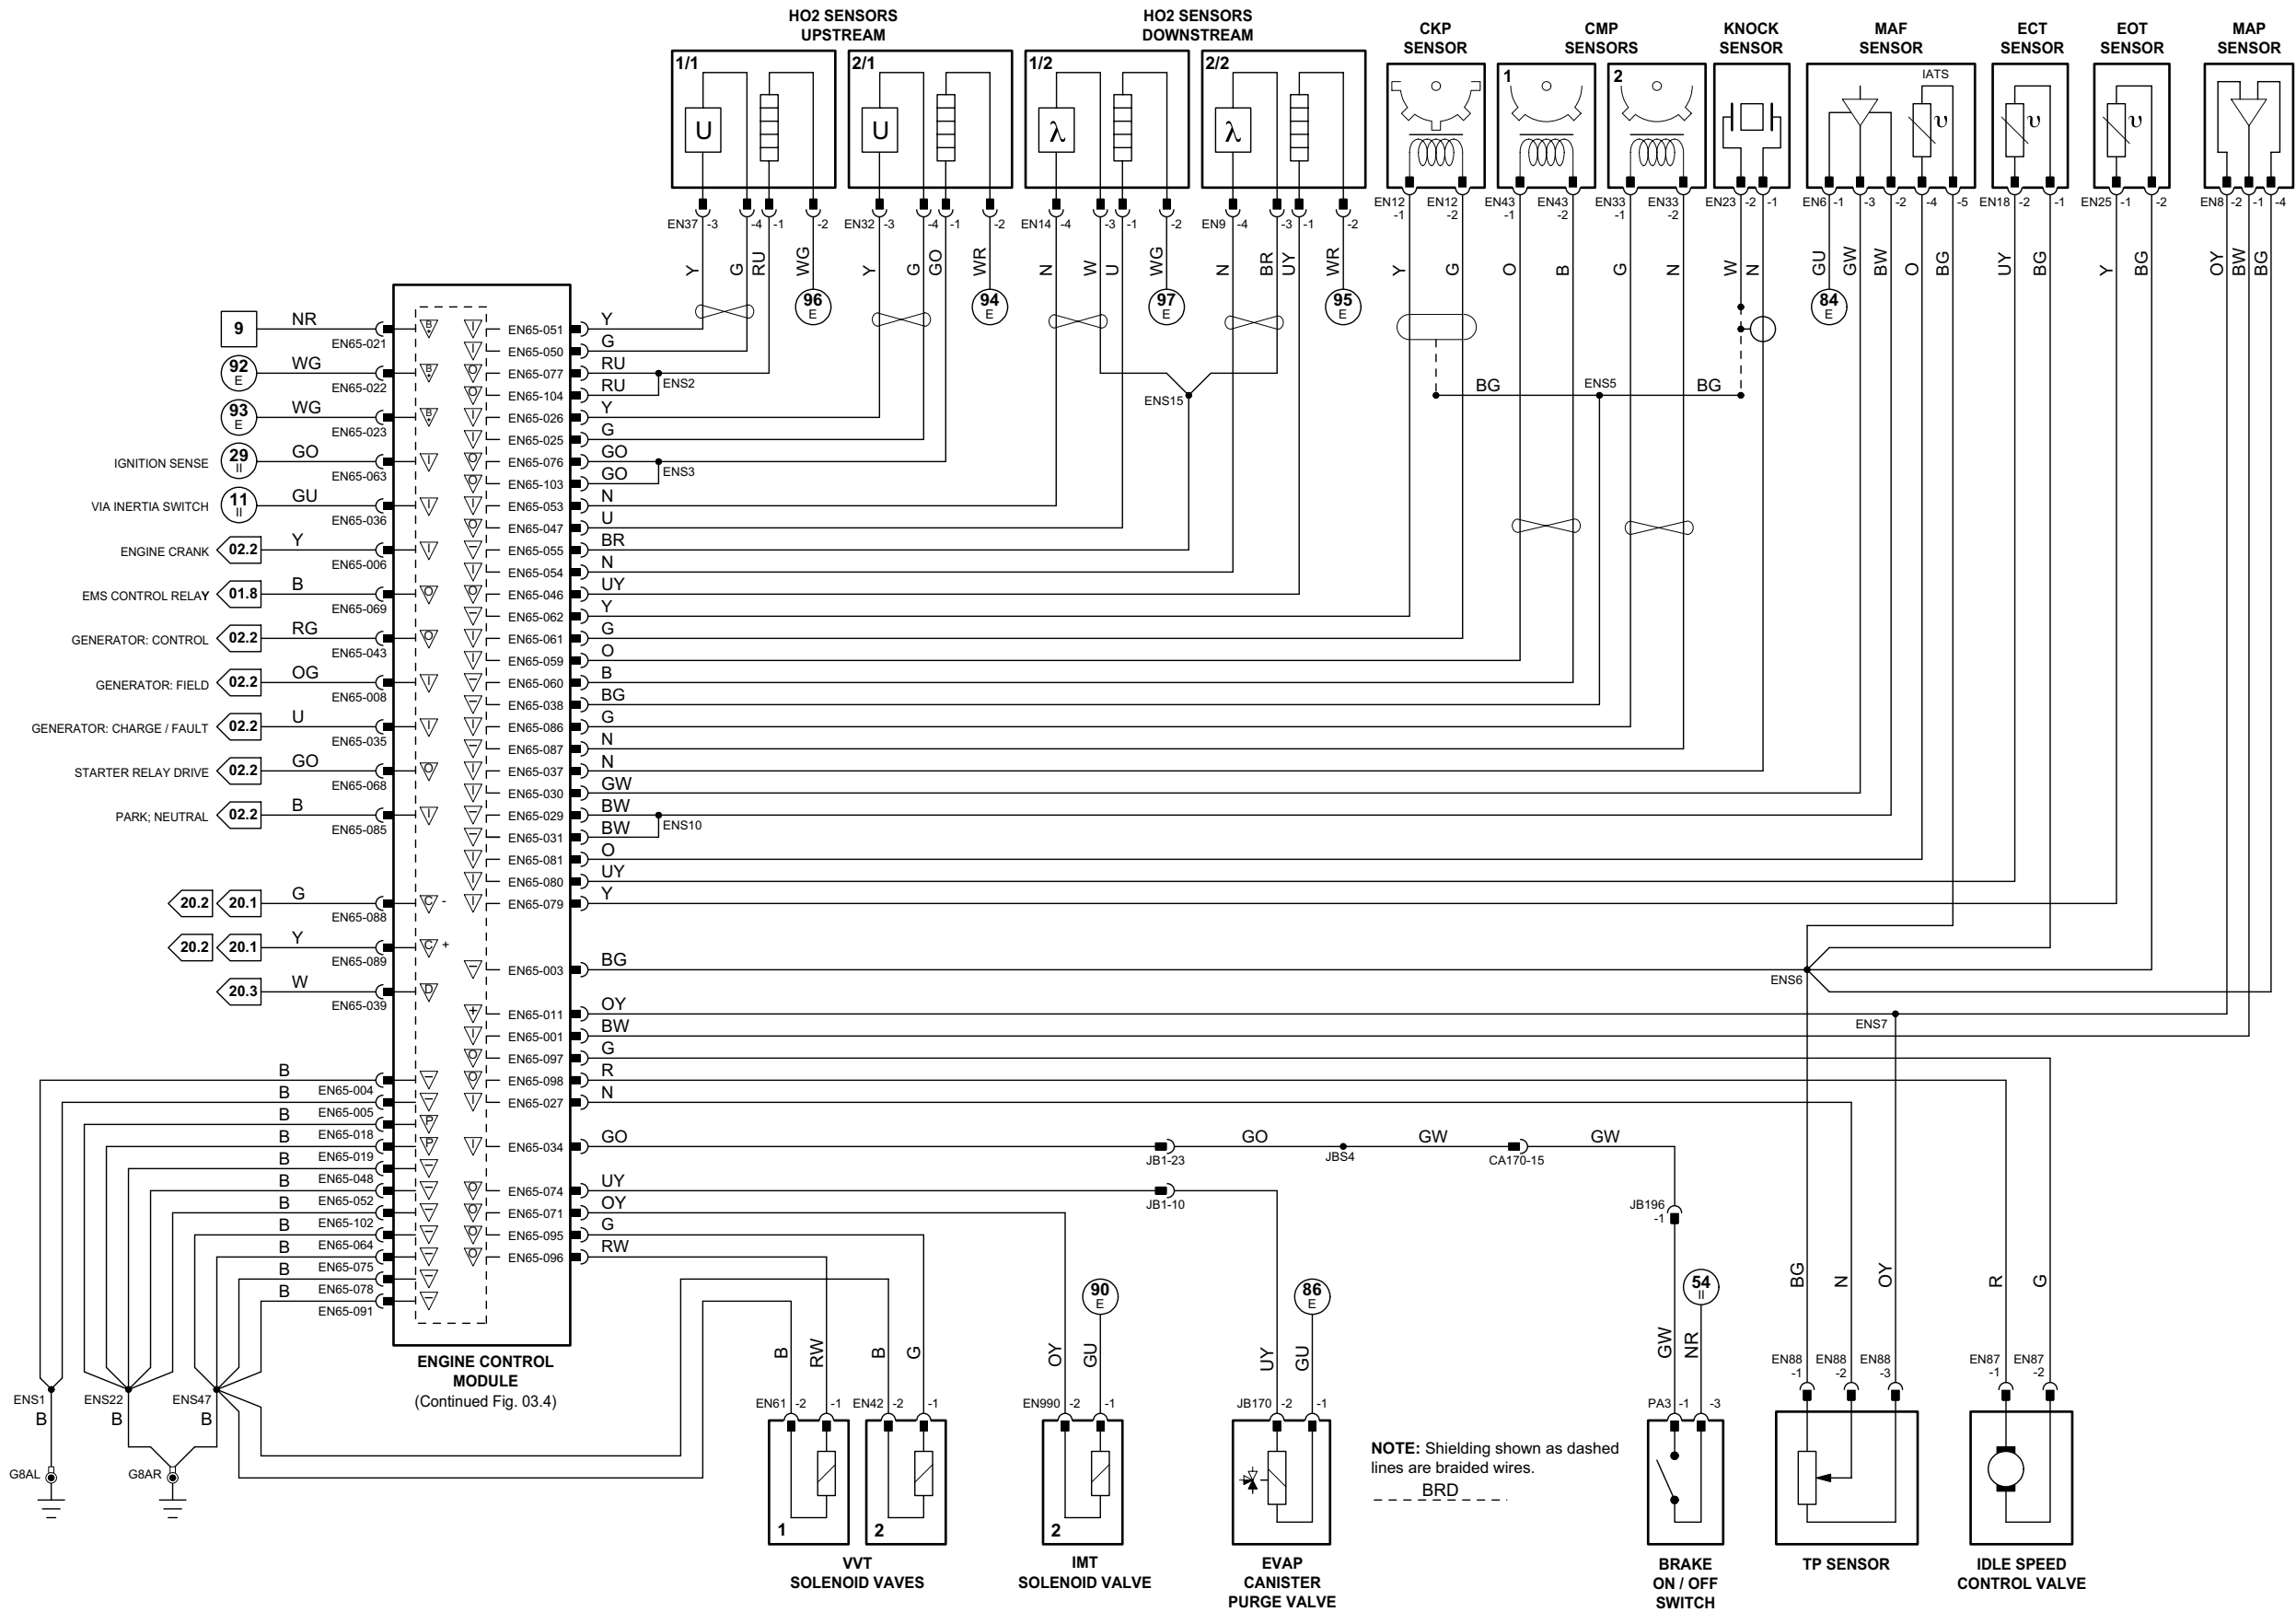 HO2 SENSORS
UPSTREAM
HO2 SENSORS
DOWNSTREAM
CKP
SENSOR
CMP
SENSORS
KNOCK
SENSOR
MAF
SENSOR
ECT
SENSOR
EOT
SENSOR
MAP
SENSOR
1/1
2/1
1/2
2/2
1
2
IATS
U
U
λ
λ
υ
υ
υ
EN37 -3 -4 -1 -2
EN32 -3 -4 -1 -2
EN14 -4 -3 -1 -2
EN9 -4 -3 -1 -2
EN12 -1
EN12 -2
EN43 -1
EN43 -2
EN33 -1
EN33 -2
EN23 -2 -1
EN6 -1 -3 -2 -4 -5
EN18 -2 -1
EN25 -1 -2
EN8 -2 -1 -4
Y G RU WG
Y G GO WR
N W U WG
N BR UY WR
Y G
O B
G N
W N
GU GW BW O BG
UY BG
Y BG
OY BW BG
96 E
94 E
97 E
95 E
84 E
9 NR EN65-021
92 E WG EN65-022
93 E WG EN65-023
IGNITION SENSE 29 II GO EN65-063
VIA INERTIA SWITCH 11 II GU EN65-036
ENGINE CRANK 02.2 Y EN65-006
EMS CONTROL RELAY 01.8 B EN65-069
GENERATOR: CONTROL 02.2 RG EN65-043
GENERATOR: FIELD 02.2 OG EN65-008
GENERATOR: CHARGE / FAULT 02.2 U EN65-035
STARTER RELAY DRIVE 02.2 GO EN65-068
PARK; NEUTRAL 02.2 B EN65-085
20.2 20.1 G EN65-088 C -
20.2 20.1 Y EN65-089 C +
20.3 W EN65-039 D
B EN65-004
B EN65-005
B EN65-018 P
B EN65-019 P
B EN65-048
B EN65-052
B EN65-102
B EN65-064
B EN65-075
B EN65-078
B EN65-091
I EN65-051 Y
I EN65-050 G
O EN65-077 RU
O EN65-104 RU
ENS2
I EN65-026 Y
I EN65-025 G
O EN65-076 GO
O EN65-103 GO
ENS3
I EN65-053 N
O EN65-047 U
EN65-055 BR
I EN65-054 N
O EN65-046 UY
EN65-062 Y
I EN65-061 G
I EN65-059 O
EN65-060 B
EN65-038 BG
I EN65-086 G
EN65-087 N
I EN65-037 N
I EN65-030 GW
EN65-029 BW
EN65-031 BW
ENS10
I EN65-081 O
I EN65-080 UY
I EN65-079 Y
EN65-003 BG
+ EN65-011 OY
I EN65-001 BW
O EN65-097 G
O EN65-098 R
I EN65-027 N
I EN65-034 GO
O EN65-074 UY
O EN65-071 OY
O EN65-095 G
O EN65-096 RW
ENS15
BG ENS5 BG
ENS6
ENS7
JB1-23 GO JBS4 GW CA170-15 GW
JB1-10
JB196 -1
ENGINE CONTROL
MODULE
(Continued Fig. 03.4)
ENS1
B
ENS22
B
ENS47
B
G8AL
G8AR
B RW B G
EN61 -2 -1
EN42 -2 -1
1
2
VVT
SOLENOID VAVES
90 E
OY GU
EN990 -2 -1
2
IMT
SOLENOID VALVE
86 E
UY GU
JB170 -2 -1
EVAP
CANISTER
PURGE VALVE
NOTE: Shielding shown as dashed
lines are braided wires.
BRD
54 II
GW NR
PA3 -1 -3
BRAKE
ON / OFF
SWITCH
BG N OY
EN88 -1
EN88 -2
EN88 -3
TP SENSOR
R G
EN87 -1
EN87 -2
IDLE SPEED
CONTROL VALVE